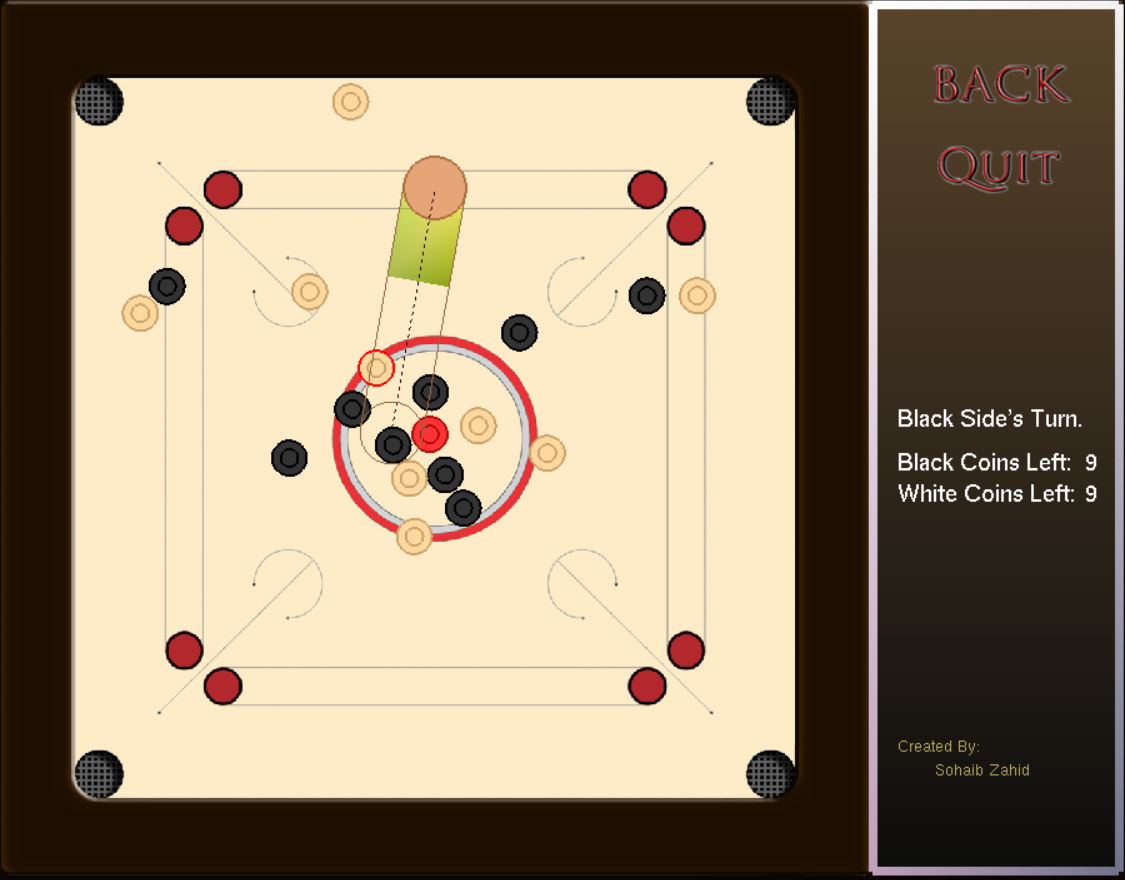 BACK
QUIT
Black Side's Turn.
Black Coins Left: 9
White Coins Left: 9
Created By:
Sohaib Zahid